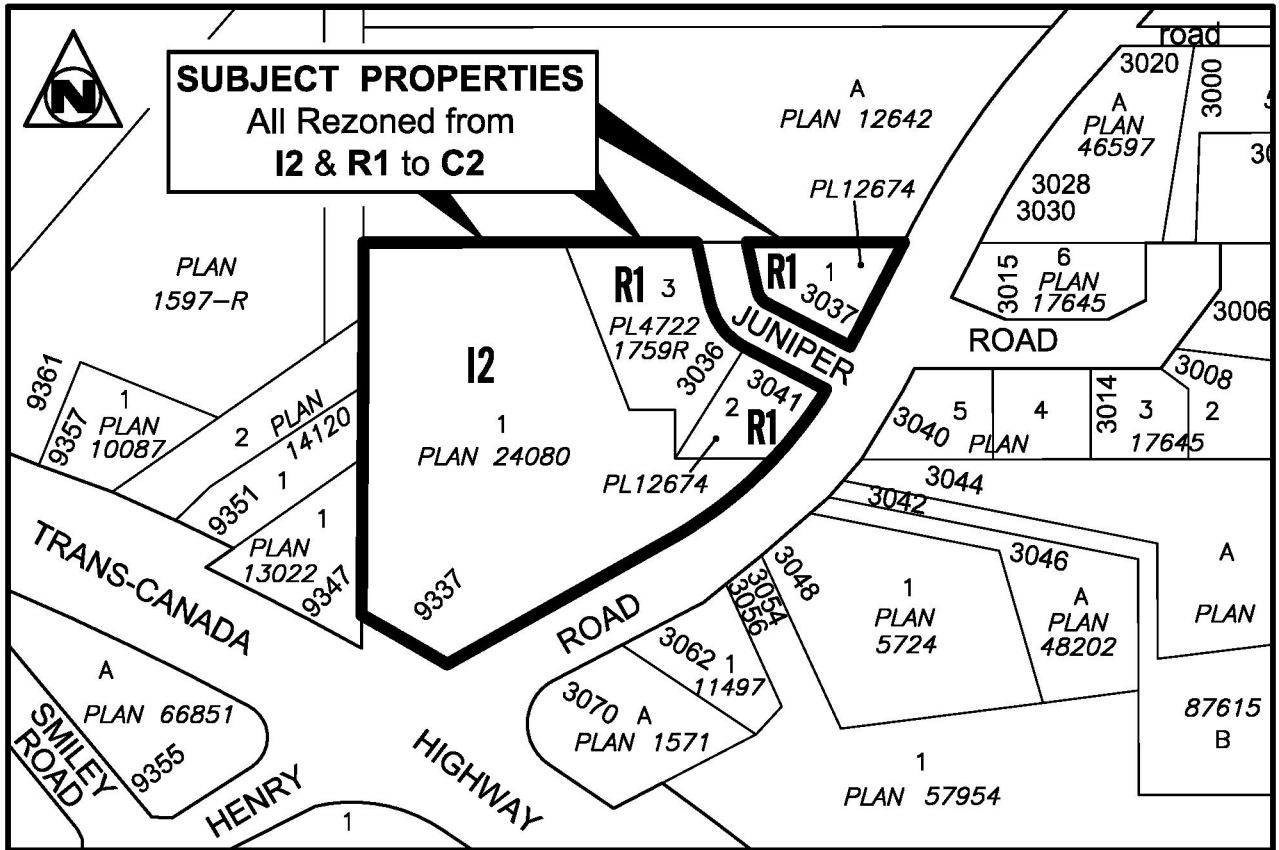 N
SUBJECT PROPERTIES
All Rezoned from
I2 & R1 to C2
road
3020
3000
A
PLAN 12642
A
PLAN
46597
3028
3030
PL12674
PLAN
1597-R
R1
3
PL4722
1759R
3036
R1
1
3037
JUNIPER
3015
6
PLAN
17645
3006
ROAD
3008
I2
1
PLAN 24080
3041
2
R1
PL12674
3040
5
4
3014
3
2
PLAN
17645
9361
9357
1
PLAN
10087
2
PLAN
14120
9351
1
1
PLAN
13022
9347
9337
3044
3042
3046
3048
3054
3056
1
PLAN
5724
A
PLAN
48202
A
PLAN
TRANS-CANADA
HIGHWAY
ROAD
3062
1
11497
3070
A
PLAN 1571
A
PLAN 66851
9355
SMILEY
ROAD
HENRY
1
1
PLAN 57954
87615
B